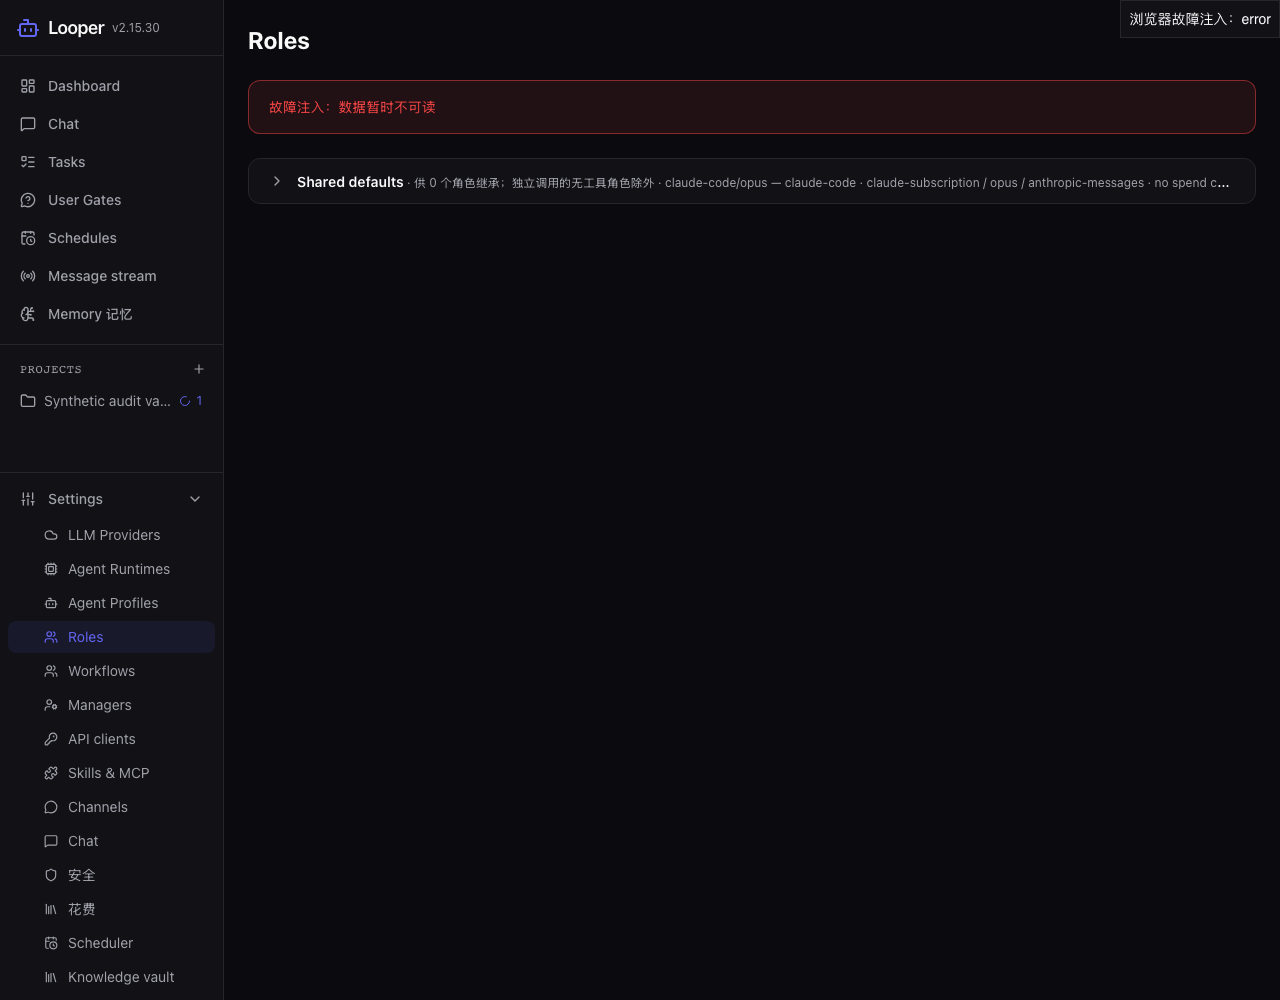 Looper v2.15.30
Dashboard
Chat
Tasks
User Gates
Schedules
Message stream
Memory 记忆
PROJECTS
Synthetic audit va... 1
Settings
LLM Providers
Agent Runtimes
Agent Profiles
Roles
Workflows
Managers
API clients
Skills & MCP
Channels
Chat
安全
花费
Scheduler
Knowledge vault
浏览器故障注入：error
Roles
故障注入：数据暂时不可读
Shared defaults · 供 0 个角色继承；独立调用的无工具角色除外 · claude-code/opus — claude-code · claude-subscription / opus / anthropic-messages · no spend c...